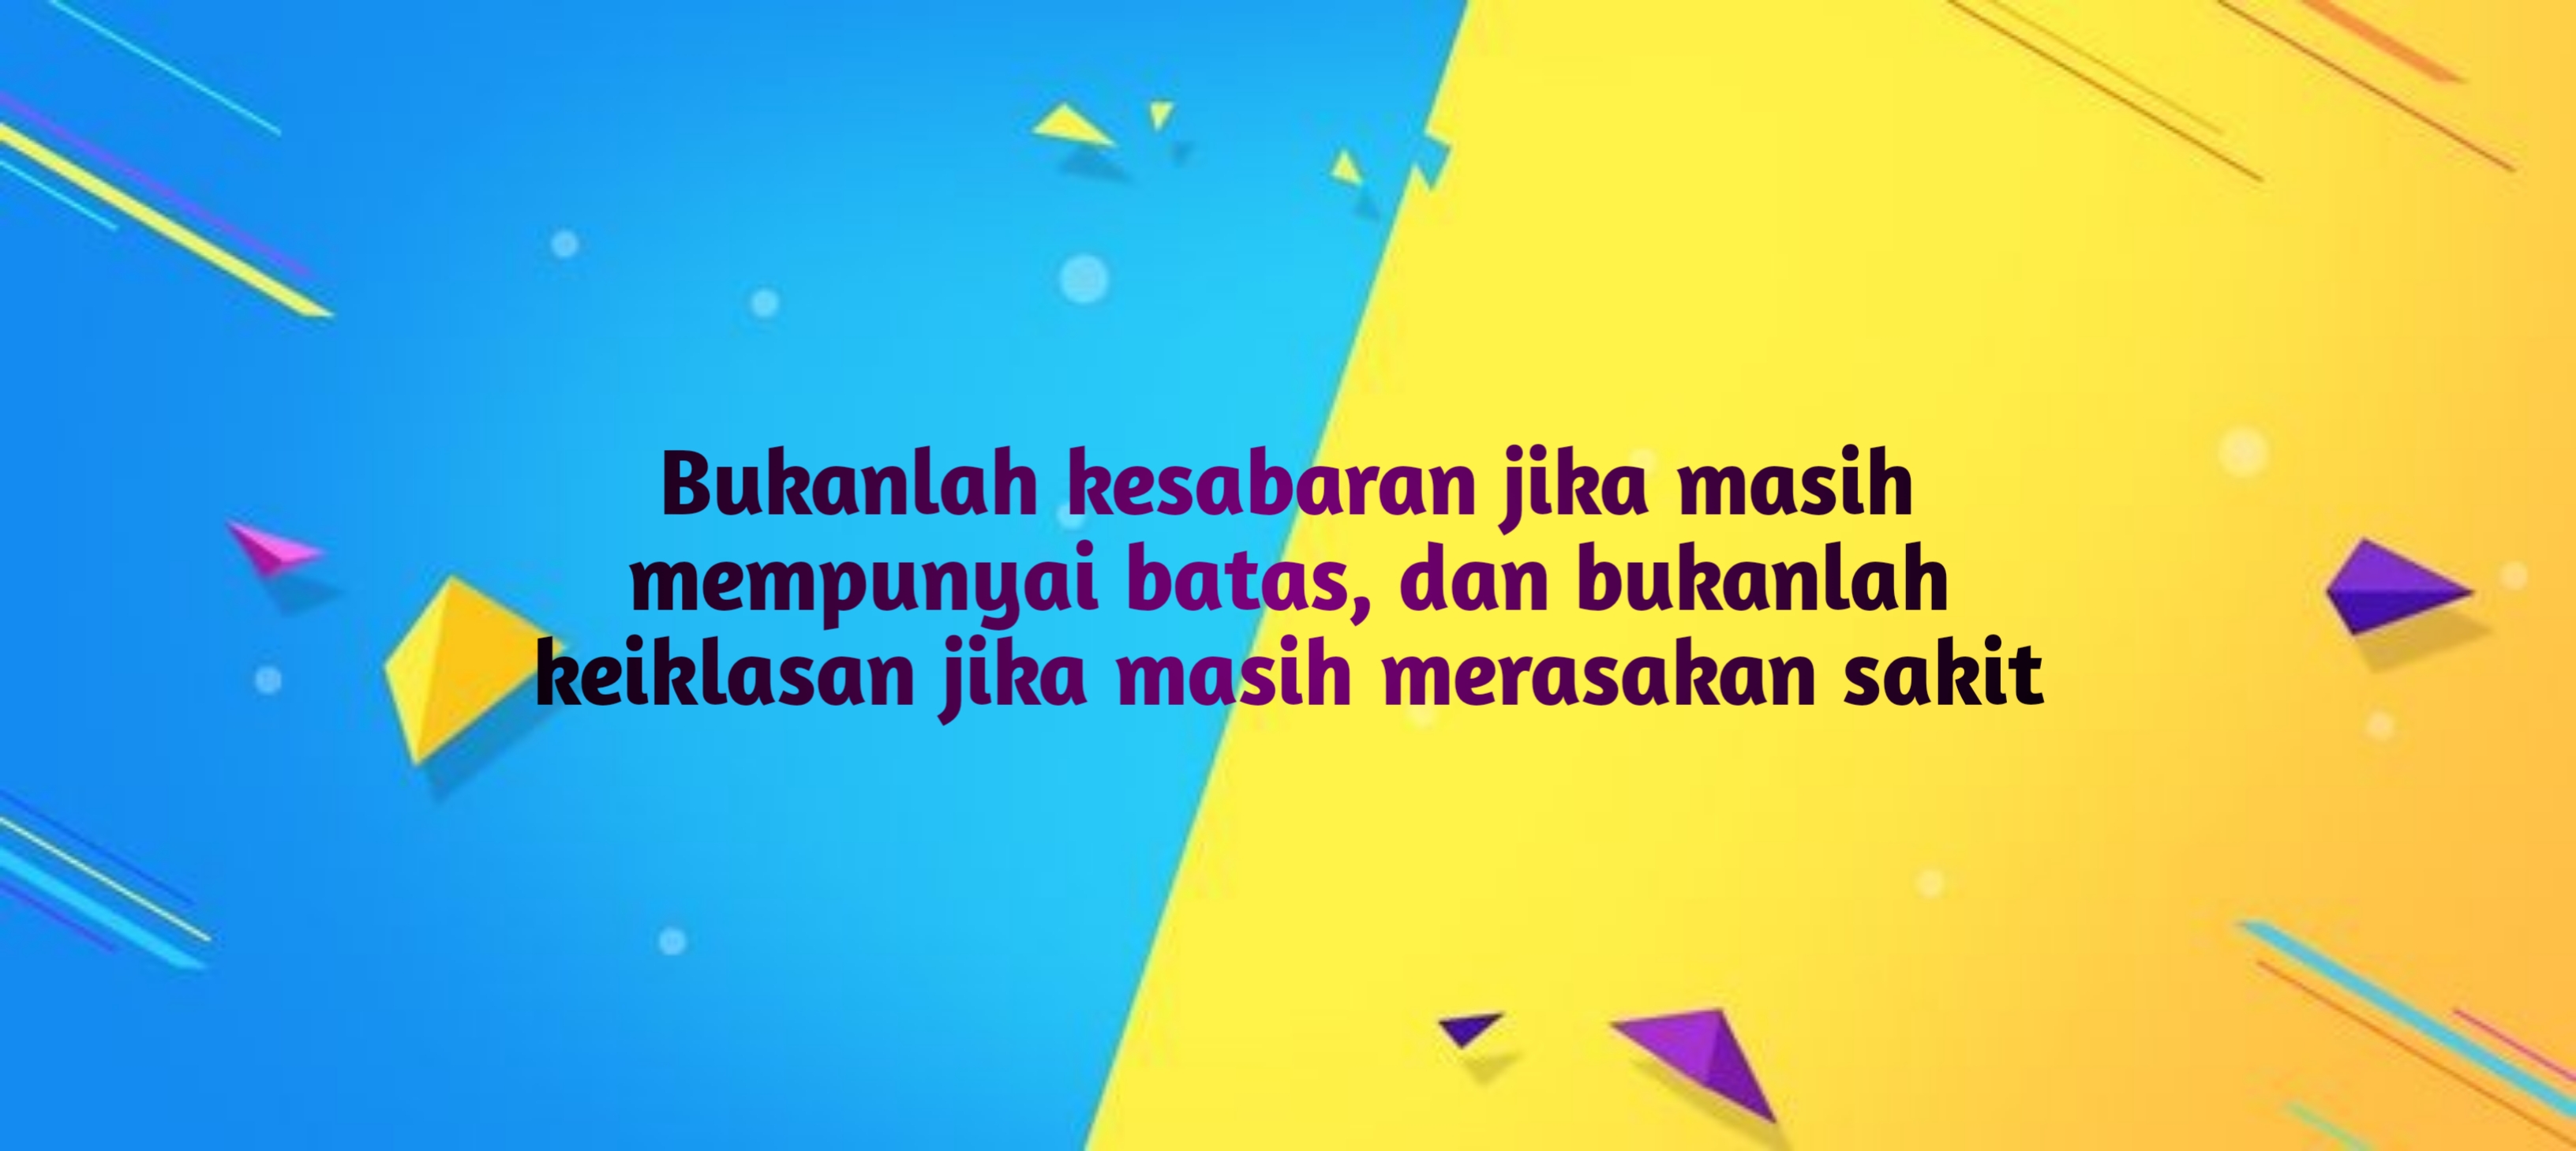 Bukanlah kesabaran jika masih
mempunyai batas, dan bukanlah
keiklasan jika masih merasakan sakit